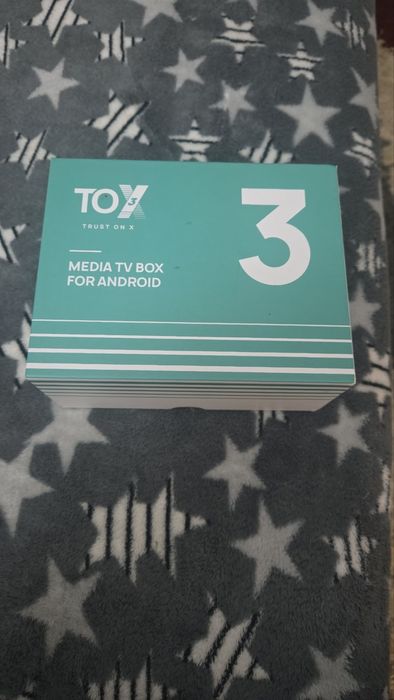 TOX3
TRUST ON X
MEDIA TV BOX
FOR ANDROID
3